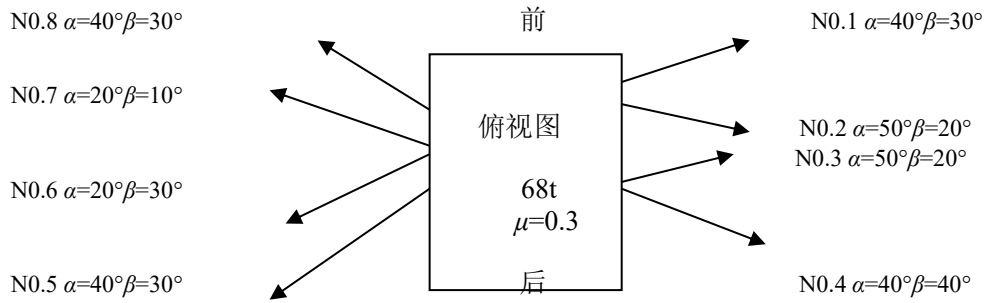 N0.8 α=40°β=30°
前
N0.1 α=40°β=30°
N0.7 α=20°β=10°
俯视图
N0.2 α=50°β=20°
N0.3 α=50°β=20°
N0.6 α=20°β=30°
68t
μ=0.3
N0.5 α=40°β=30°
后
N0.4 α=40°β=40°